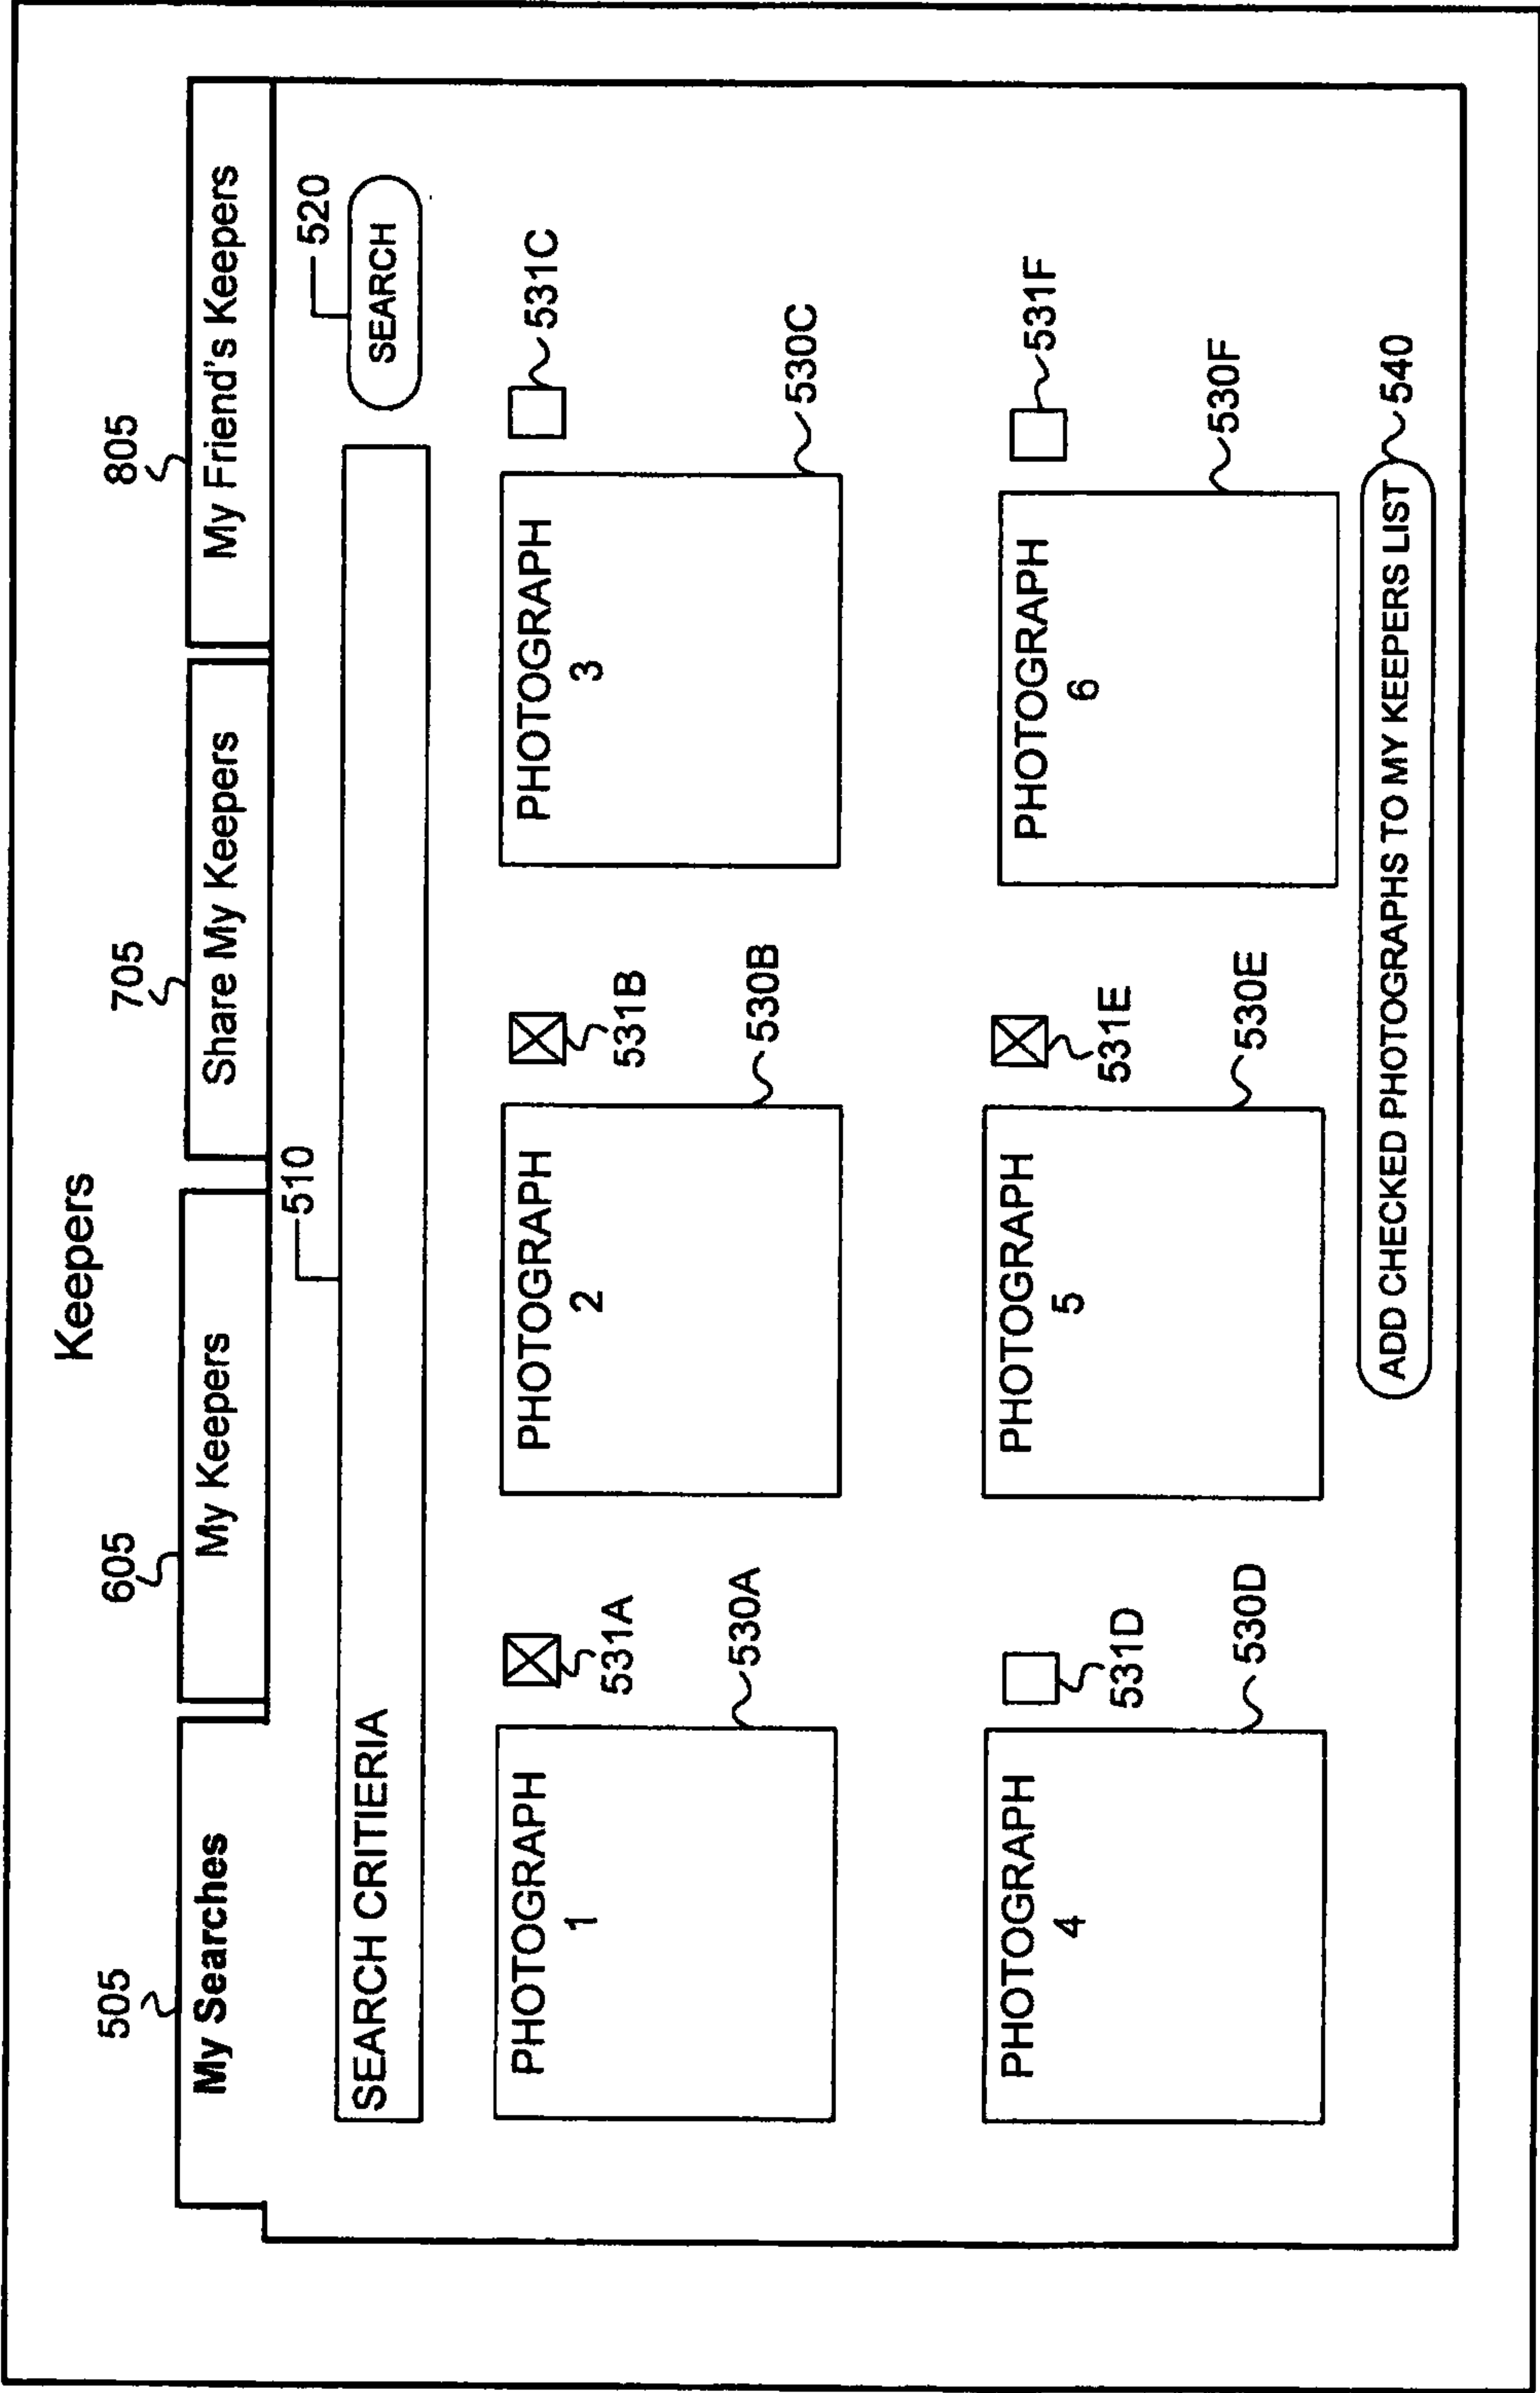 Keepers
505
605
705
805
My Searches
My Keepers
Share My Keepers
My Friend's Keepers
510
520
SEARCH CRITIERIA
SEARCH
PHOTOGRAPH
1
531A
530A
PHOTOGRAPH
2
531B
530B
PHOTOGRAPH
3
531C
530C
PHOTOGRAPH
4
531D
530D
PHOTOGRAPH
5
531E
530E
PHOTOGRAPH
6
531F
530F
ADD CHECKED PHOTOGRAPHS TO MY KEEPERS LIST
540